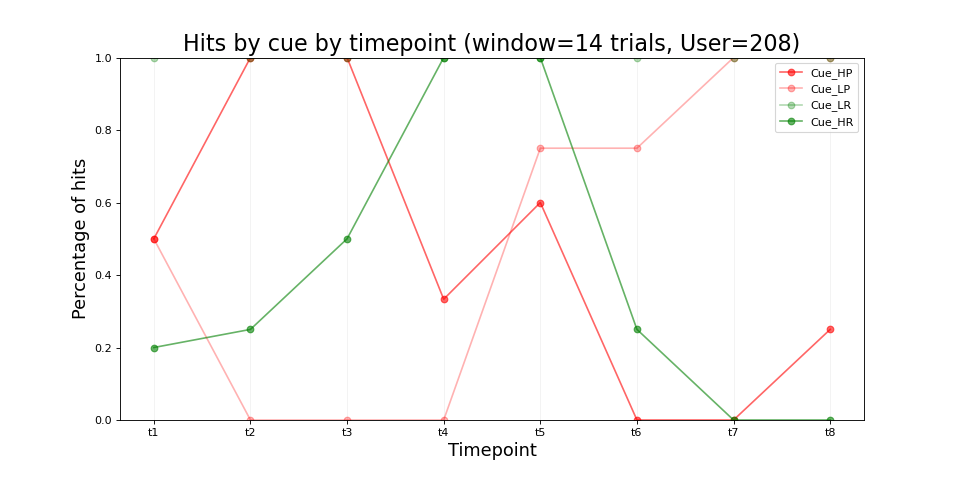 Hits by cue by timepoint (window=14 trials, User=208)
Percentage of hits
1.0
0.8
0.6
0.4
0.2
0.0
Cue_HP
Cue_LP
Cue_LR
Cue_HR
t1 t2 t3 t4 t5 t6 t7 t8
Timepoint